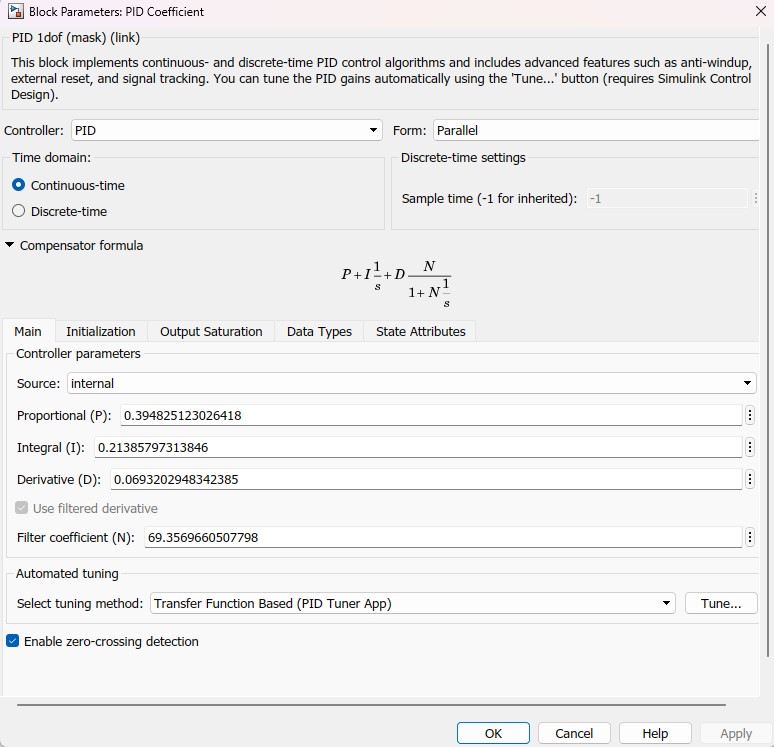 Block Parameters: PID Coefficient
PID 1dof (mask) (link)
This block implements continuous- and discrete-time PID control algorithms and includes advanced features such as anti-windup,
external reset, and signal tracking. You can tune the PID gains automatically using the 'Tune...' button (requires Simulink Control
Design).
Controller: PID Form: Parallel
Time domain: Discrete-time settings
Continuous-time
Sample time (-1 for inherited): -1
Discrete-time
Compensator formula
P + I 1/s + D N/(1 + N 1/s)
Main Initialization Output Saturation Data Types State Attributes
Controller parameters
Source: internal
Proportional (P): 0.394825123026418
Integral (I): 0.21385797313846
Derivative (D): 0.0693202948342385
Use filtered derivative
Filter coefficient (N): 69.3569660507798
Automated tuning
Select tuning method: Transfer Function Based (PID Tuner App) Tune...
Enable zero-crossing detection
OK Cancel Help Apply